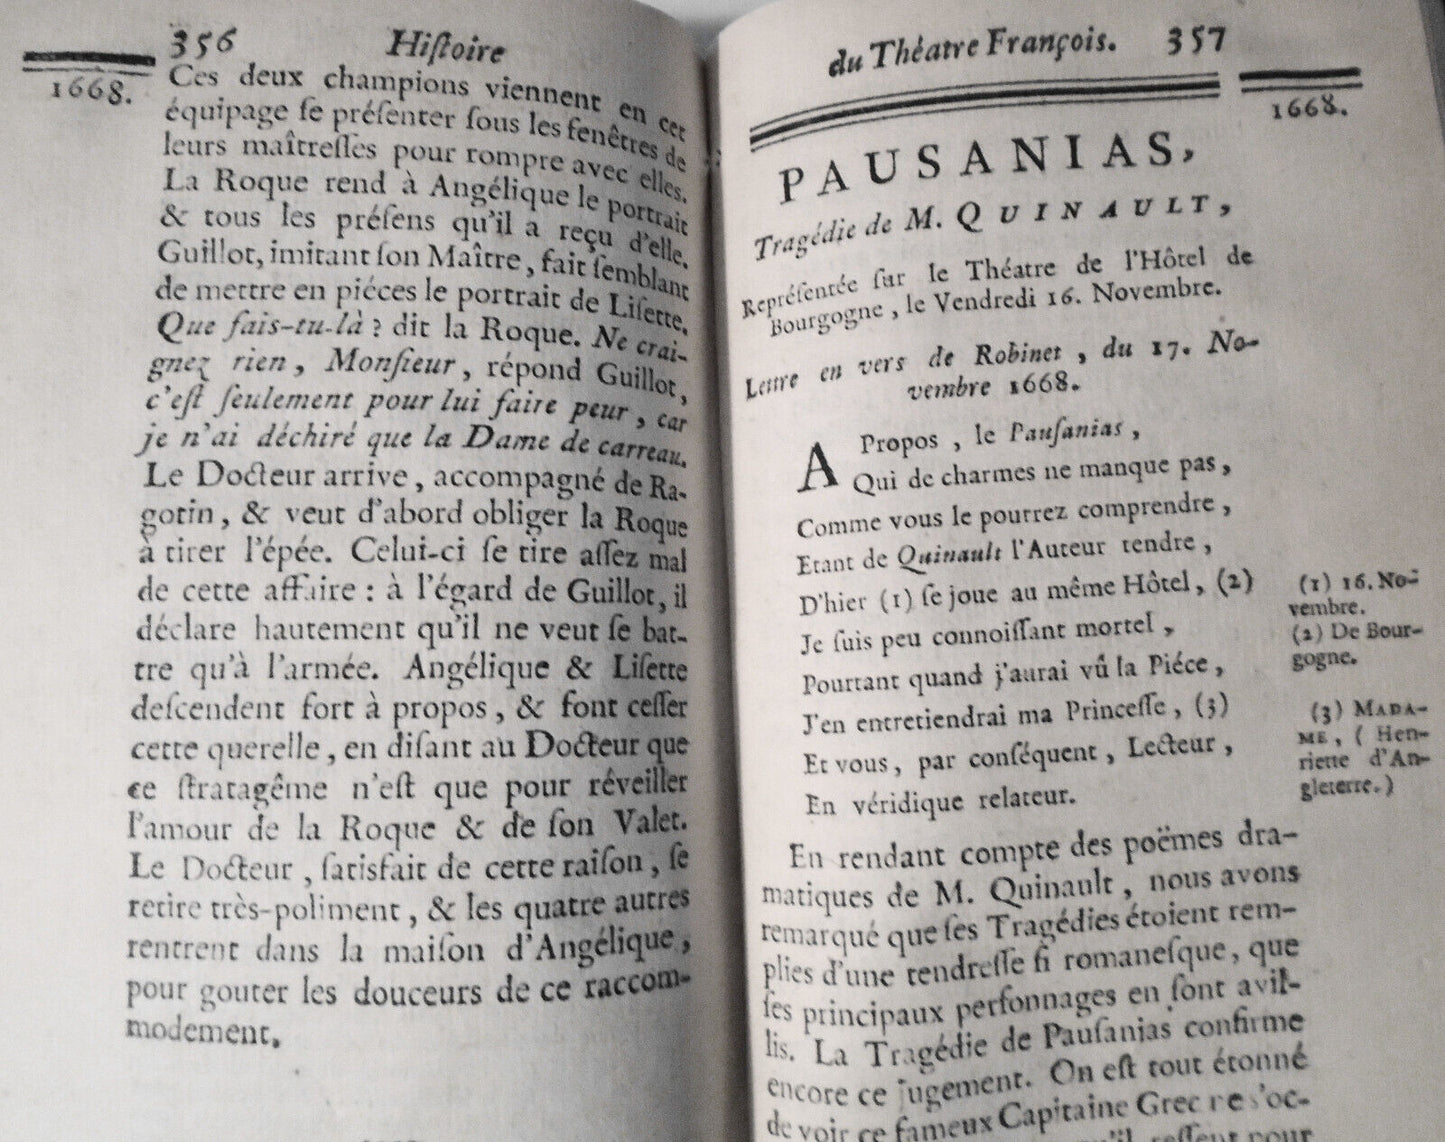 356 Hiſtoire
1668.
Ces deux champions viennent en cet
équipage ſe préſenter ſous les fenêtres de
leurs maîtreſſes pour rompre avec elles.
La Roque rend à Angélique le portrait
& tous les préſens qu'il a reçu d'elle.
Guillot, imitant ſon Maître, fait ſemblant
de mettre en piéces le portrait de Liſette.
Que fais-tu-là ? dit la Roque. Ne crai-
gnez rien, Monſieur, répond Guillot,
c'eſt ſeulement pour lui faire peur, car
je n'ai déchiré que la Dame de carreau.
Le Docteur arrive, accompagné de Ra-
gotin, & veut d'abord obliger la Roque
à tirer l'épée. Celui-ci ſe tire aſſez mal
de cette affaire : à l'égard de Guillot, il
déclare hautement qu'il ne veut ſe bat-
tre qu'à l'armée. Angélique & Liſette
deſcendent fort à propos, & font ceſſer
cette querelle, en diſant au Docteur que
ce ſtratagême n'eſt que pour réveiller
l'amour de la Roque & de ſon Valet.
Le Docteur, ſatisfait de cette raiſon, ſe
retire très-poliment, & les quatre autres
rentrent dans la maiſon d'Angélique,
pour gouter les douceurs de ce raccom-
modement.
du Théatre François. 357
1668.
PAUSANIAS,
Tragédie de M. QUINAULT,
Repréſentée ſur le Théatre de l'Hôtel de
Bourgogne, le Vendredi 16. Novembre.
Lettre en vers de Robinet, du 17. No-
vembre 1668.
A Propos, le Pauſanias,
Qui de charmes ne manque pas,
Comme vous le pourrez comprendre,
Etant de Quinault l'Auteur tendre,
D'hier (1) ſe joue au même Hôtel, (2)
Je ſuis peu connoiſſant mortel,
Pourtant quand j'aurai vû la Piéce,
J'en entretiendrai ma Princeſſe, (3)
Et vous, par conſéquent, Lecteur,
En véridique relateur.
(1) 16. No-
vembre.
(2) De Bour-
gogne.
(3) MADA-
ME, (Hen-
riette d'An-
gleterre.)
En rendant compte des poëmes dra-
matiques de M. Quinault, nous avons
remarqué que ſes Tragédies étoient rem-
plies d'une tendreſſe ſi romaneſque, que
ſes principaux perſonnages en ſont avil-
lis. La Tragédie de Pauſanias confirme
encore ce jugement. On eſt tout étonné
de voir ce fameux Capitaine Grec ne s'oc-
qu'il reſſent pour